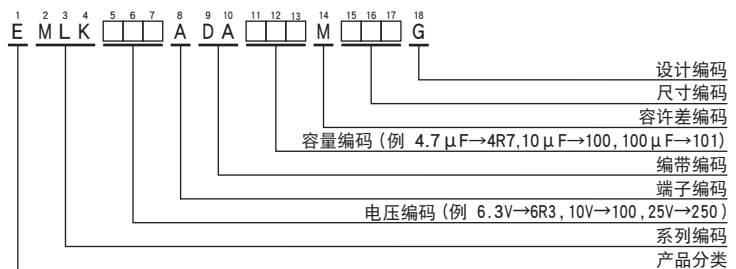 1 2 3 4 5 6 7 8 9 10 11 12 13 14 15 16 17 18
E M L K □□□ A D A □□□ M □□□ G
设计编码
尺寸编码
容许差编码
容量编码（例 4.7μF→4R7,10μF→100,100μF→101）
编带编码
端子编码
电压编码（例 6.3V→6R3,10V→100,25V→250）
系列编码
产品分类